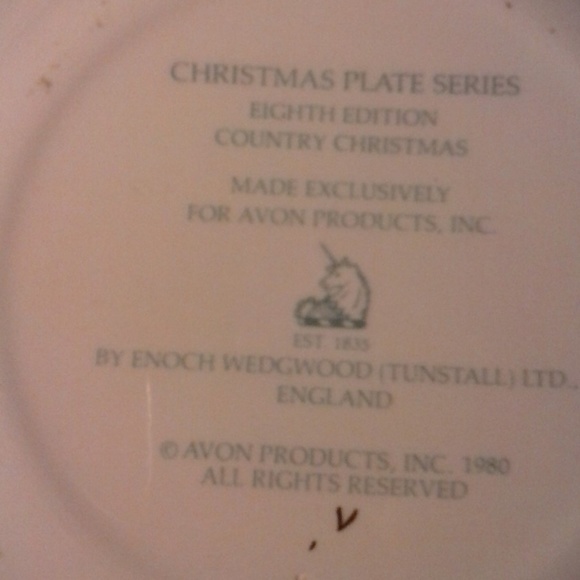 CHRISTMAS PLATE SERIES
EIGHTH EDITION
COUNTRY CHRISTMAS
MADE EXCLUSIVELY
FOR AVON PRODUCTS, INC.
EST. 1835
BY ENOCH WEDGWOOD (TUNSTALL) LTD.,
ENGLAND
© AVON PRODUCTS, INC. 1980
ALL RIGHTS RESERVED
V